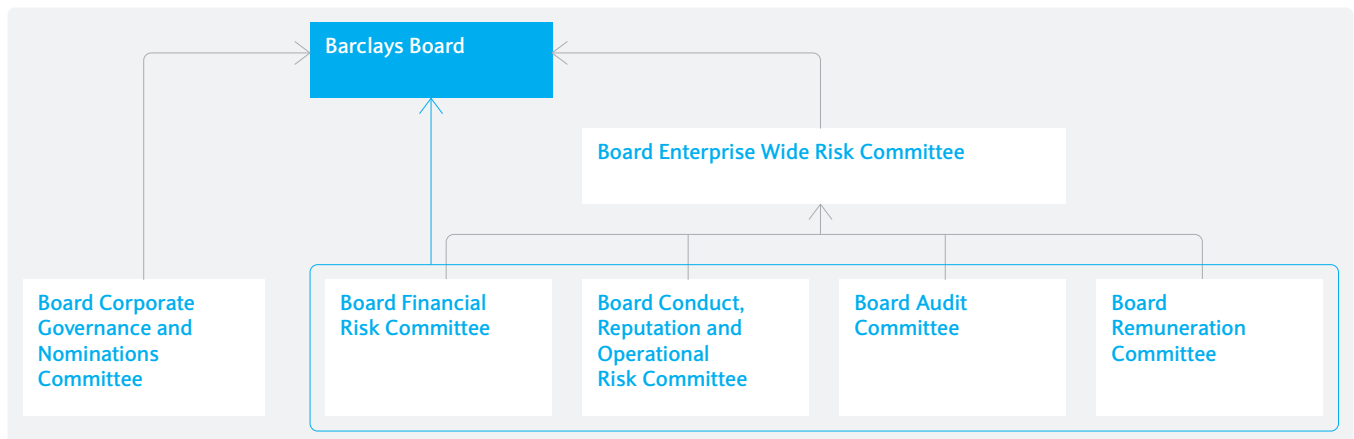 Barclays Board
Board Enterprise Wide Risk Committee
Board Corporate
Governance and
Nominations
Committee
Board Financial
Risk Committee
Board Conduct,
Reputation and
Operational
Risk Committee
Board Audit
Committee
Board
Remuneration
Committee